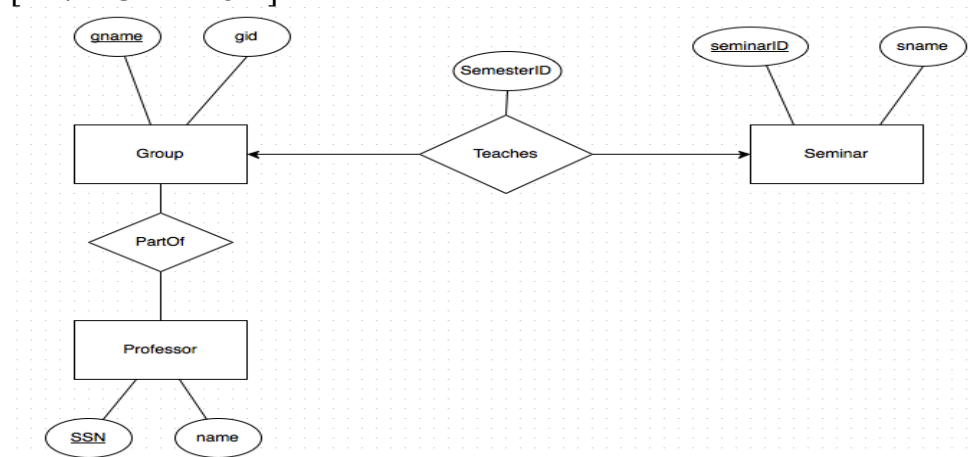 gname
gid
seminarID
sname
SemesterID
Group
Teaches
Seminar
PartOf
Professor
SSN
name